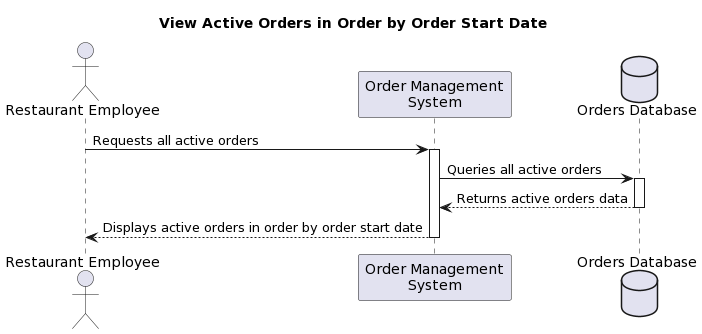 View Active Orders in Order by Order Start Date
Restaurant Employee
Order Management
System
Orders Database
Requests all active orders
Queries all active orders
Returns active orders data
Displays active orders in order by order start date
Restaurant Employee
Order Management
System
Orders Database